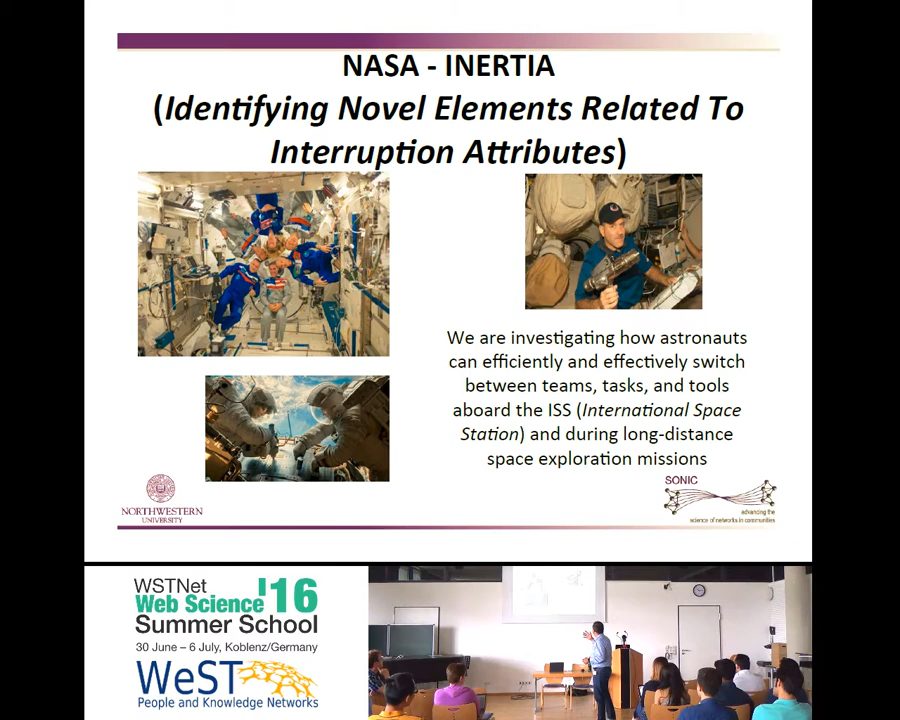 NASA - INERTIA
(Identifying Novel Elements Related To
Interruption Attributes)
We are investigating how astronauts
can efficiently and effectively switch
between teams, tasks, and tools
aboard the ISS (International Space
Station) and during long-distance
space exploration missions
NORTHWESTERN
UNIVERSITY
SONIC
advancing the
science of networks in communities
WSTNet
Web Science '16
Summer School
30 June – 6 July, Koblenz/Germany
WeST
People and Knowledge Networks